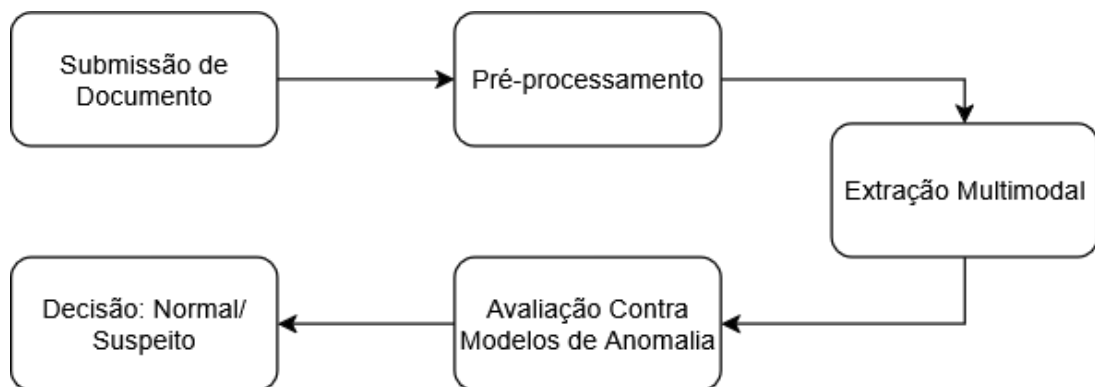 Submissão de
Documento
Pré-processamento
Extração Multimodal
Avaliação Contra
Modelos de Anomalia
Decisão: Normal/
Suspeito